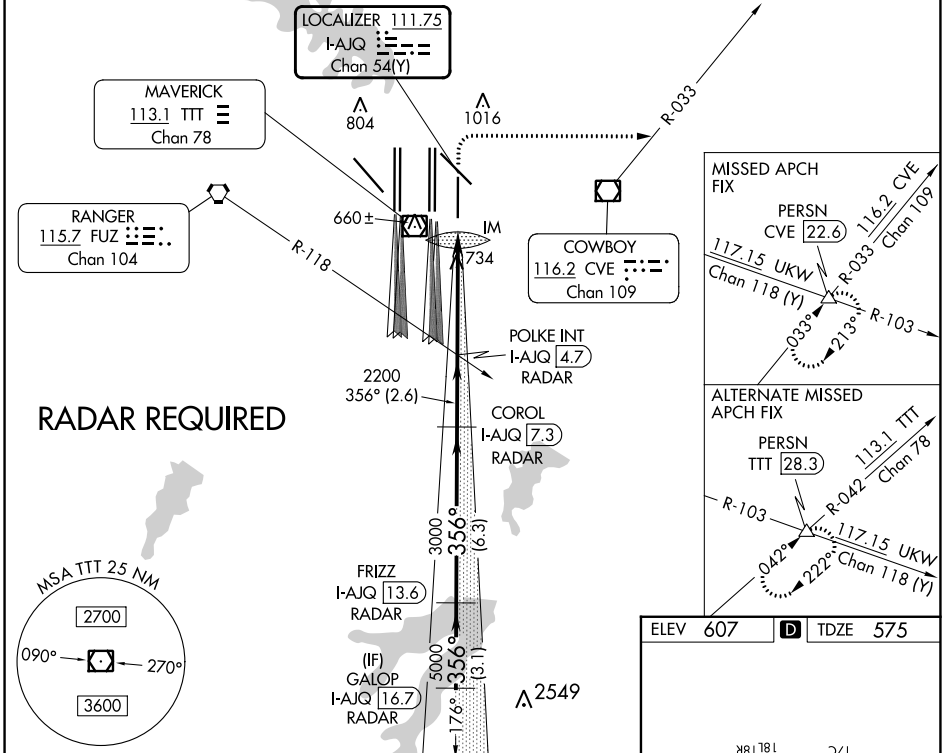 LOCALIZER 111.75
I-AJQ
Chan 54(Y)
MAVERICK
113.1 TTT
Chan 78
804
1016
R-033
RANGER
115.7 FUZ
Chan 104
R-118
660±
IM
734
COWBOY
116.2 CVE
Chan 109
POLKE INT
I-AJQ 4.7
RADAR
2200
356° (2.6)
RADAR REQUIRED
COROL
I-AJQ 7.3
RADAR
3000
356°
(6.3)
FRIZZ
I-AJQ 13.6
RADAR
5000
356°
(3.1)
(IF)
GALOP
I-AJQ 16.7
RADAR
176°
2549
MSA TTT 25 NM
2700
090°
270°
3600
MISSED APCH
FIX
PERSN
CVE 22.6
116.2 CVE
Chan 109
R-033
117.15 UKW
Chan 118 (Y)
R-103
033°
213°
ALTERNATE MISSED
APCH FIX
PERSN
TTT 28.3
113.1 TTT
Chan 78
R-042
R-103
117.15 UKW
Chan 118 (Y)
042°
222°
ELEV 607 D TDZE 575
18L 18R
17C